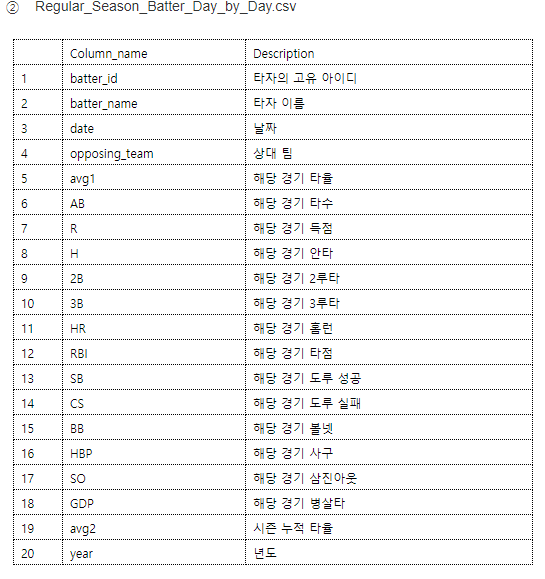 ② Regular_Season_Batter_Day_by_Day.csv
Column_name Description
1 batter_id 타자의 고유 아이디
2 batter_name 타자 이름
3 date 날짜
4 opposing_team 상대 팀
5 avg1 해당 경기 타율
6 AB 해당 경기 타수
7 R 해당 경기 득점
8 H 해당 경기 안타
9 2B 해당 경기 2루타
10 3B 해당 경기 3루타
11 HR 해당 경기 홈런
12 RBI 해당 경기 타점
13 SB 해당 경기 도루 성공
14 CS 해당 경기 도루 실패
15 BB 해당 경기 볼넷
16 HBP 해당 경기 사구
17 SO 해당 경기 삼진아웃
18 GDP 해당 경기 병살타
19 avg2 시즌 누적 타율
20 year 년도